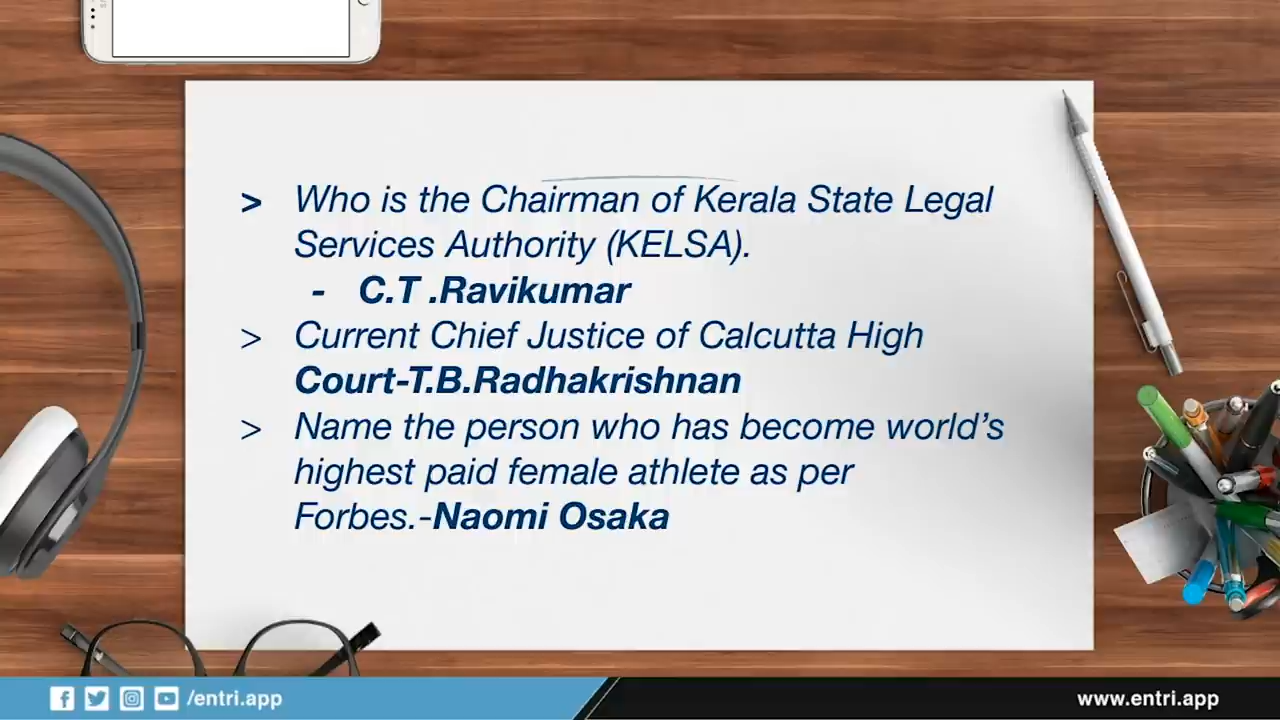 > Who is the Chairman of Kerala State Legal
Services Authority (KELSA).
- C.T .Ravikumar
> Current Chief Justice of Calcutta High
Court-T.B.Radhakrishnan
> Name the person who has become world's
highest paid female athlete as per
Forbes.-Naomi Osaka
/entri.app
www.entri.app